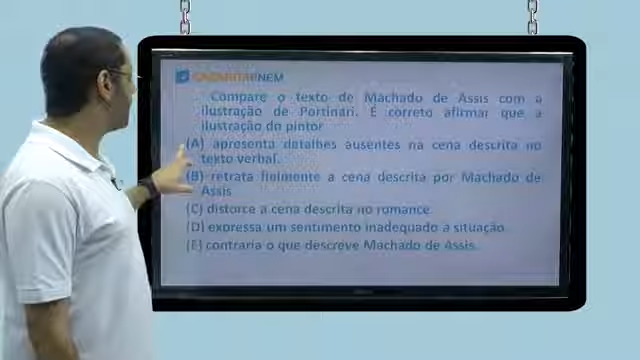 Compare o texto de Machado de Assis com a
ilustração de Portinari. É correto afirmar que a
ilustração do pintor
(A) apresenta detalhes ausentes na cena descrita no
texto verbal.
(B) retrata fielmente a cena descrita por Machado de
Assis
(C) distorce a cena descrita no romance
(D) expressa um sentimento inadequado à situação.
(E) contraria o que descreve Machado de Assis.